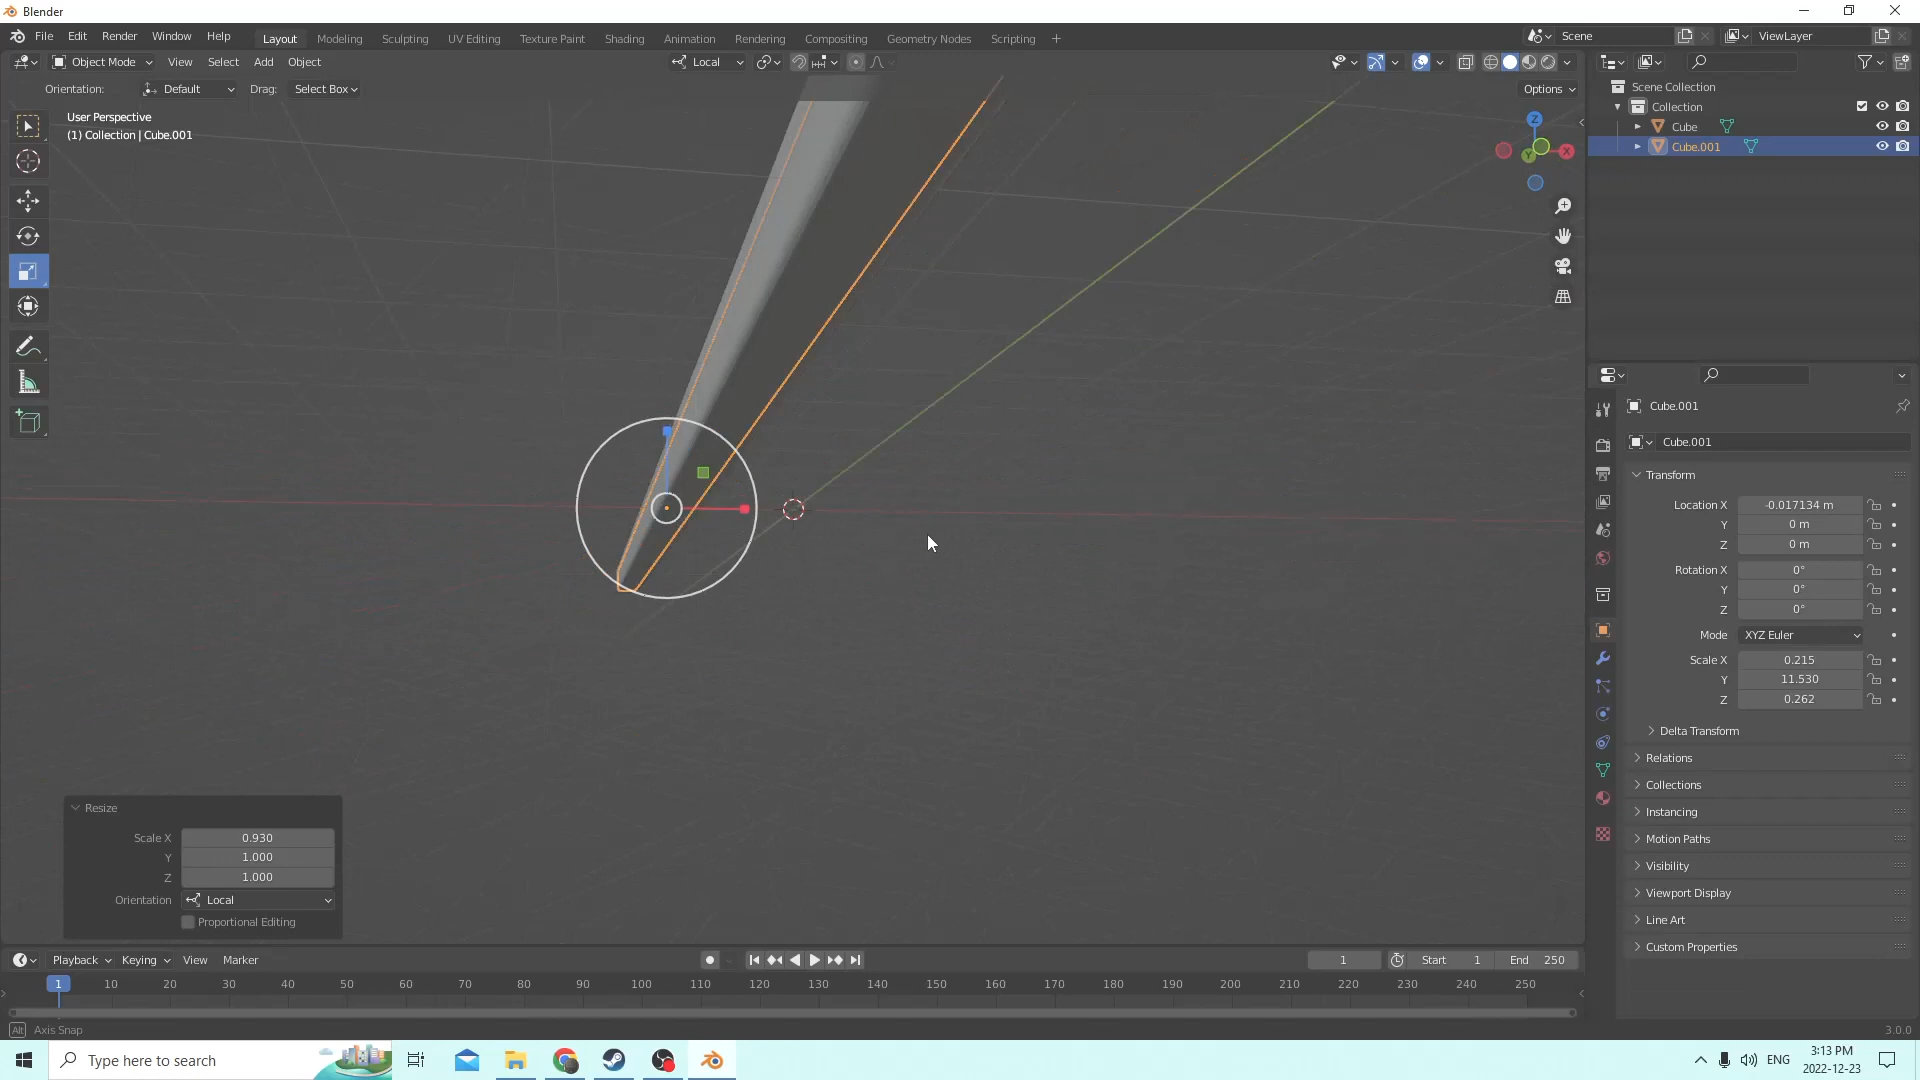 Blender
File Edit Render Window Help Layout Modeling Sculpting UV Editing Texture Paint Shading Animation Rendering Compositing Geometry Nodes Scripting + Scene ViewLayer
Object Mode View Select Add Object Local
Orientation: Default Drag: Select Box Options
User Perspective
(1) Collection | Cube.001
Z
X
Y
Scene Collection
Collection
Cube
Cube.001
Cube.001
Cube.001
Transform
Location X -0.017134 m
Y 0 m
Z 0 m
Rotation X 0°
Y 0°
Z 0°
Mode XYZ Euler
Scale X 0.215
Y 11.530
Z 0.262
Delta Transform
Relations
Collections
Instancing
Motion Paths
Visibility
Viewport Display
Line Art
Custom Properties
Resize
Scale X 0.930
Y 1.000
Z 1.000
Orientation Local
Proportional Editing
Playback Keying View Marker 1 Start 1 End 250
1 10 20 30 40 50 60 70 80 90 100 110 120 130 140 150 160 170 180 190 200 210 220 230 240 250
Alt Axis Snap 3.0.0
Type here to search ENG 3:13 PM
2022-12-23